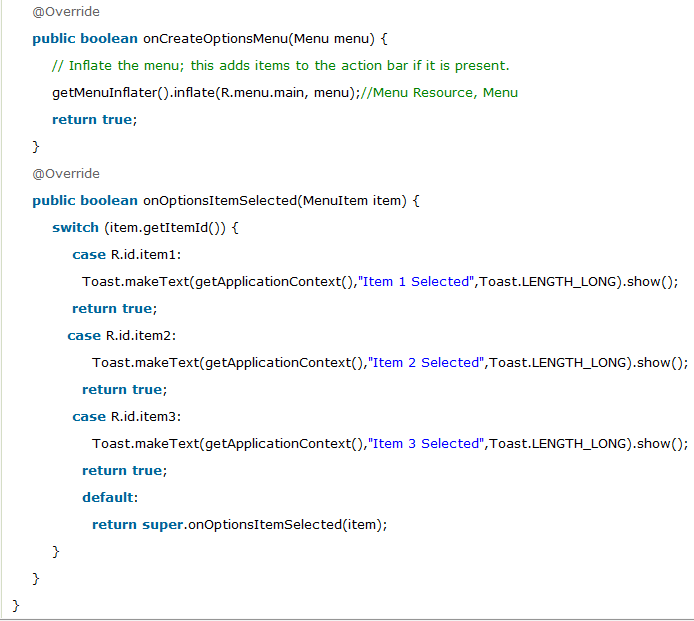 @Override
public boolean onCreateOptionsMenu(Menu menu) {
// Inflate the menu; this adds items to the action bar if it is present.
getMenuInflater().inflate(R.menu.main, menu);//Menu Resource, Menu
return true;
}
@Override
public boolean onOptionsItemSelected(MenuItem item) {
switch (item.getItemId()) {
case R.id.item1:
Toast.makeText(getApplicationContext(),"Item 1 Selected",Toast.LENGTH_LONG).show();
return true;
case R.id.item2:
Toast.makeText(getApplicationContext(),"Item 2 Selected",Toast.LENGTH_LONG).show();
return true;
case R.id.item3:
Toast.makeText(getApplicationContext(),"Item 3 Selected",Toast.LENGTH_LONG).show();
return true;
default:
return super.onOptionsItemSelected(item);
}
}
}